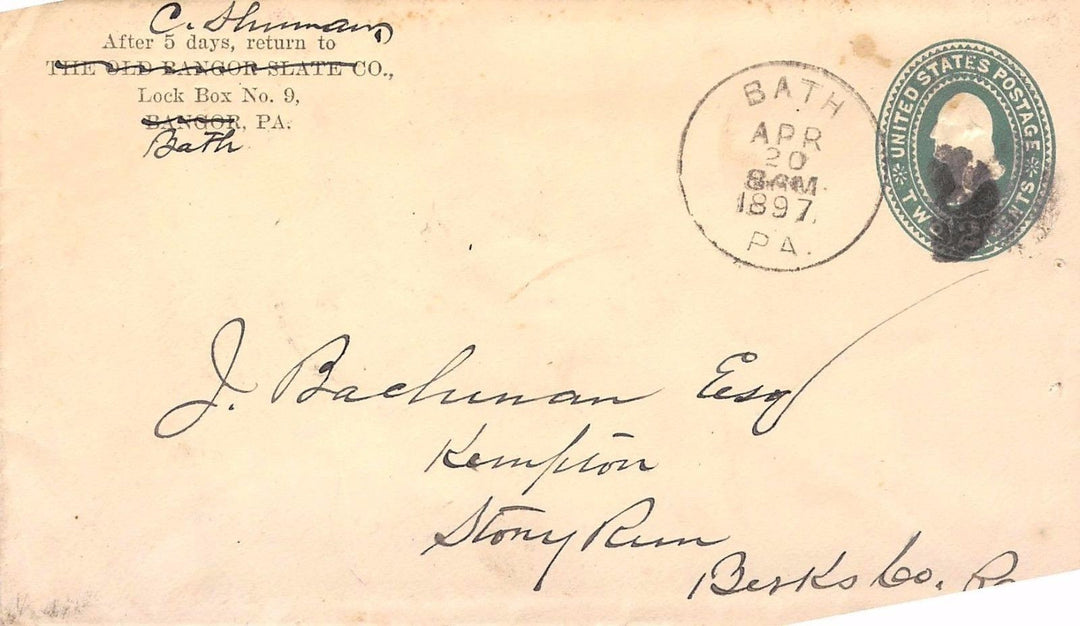 C. Shumans
After 5 days, return to
THE OLD BANGOR SLATE CO.,
Lock Box No. 9,
BANGOR, PA.
Bath
BATH
APR
20
8 AM
1897.
PA.
UNITED STATES POSTAGE
TWO CENTS
J. Bachman Esq
Kempton
Stony Run
Berks Co. Pa